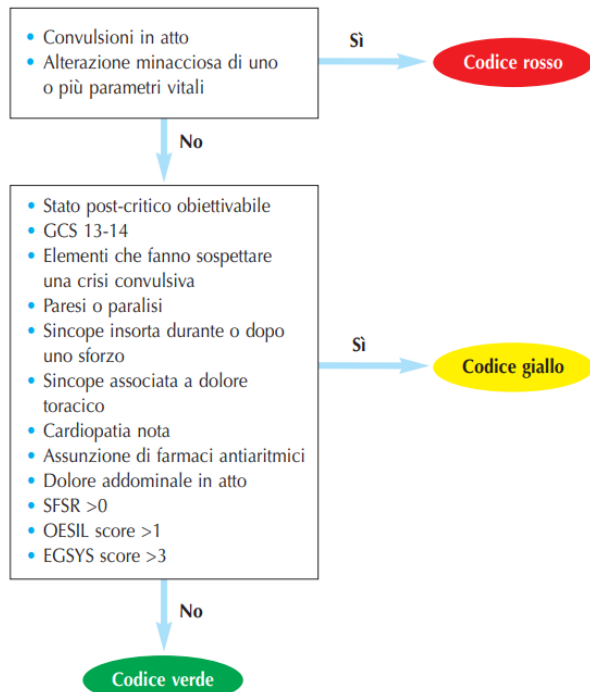 • Convulsioni in atto
• Alterazione minacciosa di uno
o più parametri vitali
Sì
Codice rosso
No
• Stato post-critico obiettivabile
• GCS 13-14
• Elementi che fanno sospettare
una crisi convulsiva
• Paresi o paralisi
• Sincope insorta durante o dopo
uno sforzo
• Sincope associata a dolore
toracico
• Cardiopatia nota
• Assunzione di farmaci antiaritmici
• Dolore addominale in atto
• SFSR >0
• OESIL score >1
• EGSYS score >3
Sì
Codice giallo
No
Codice verde